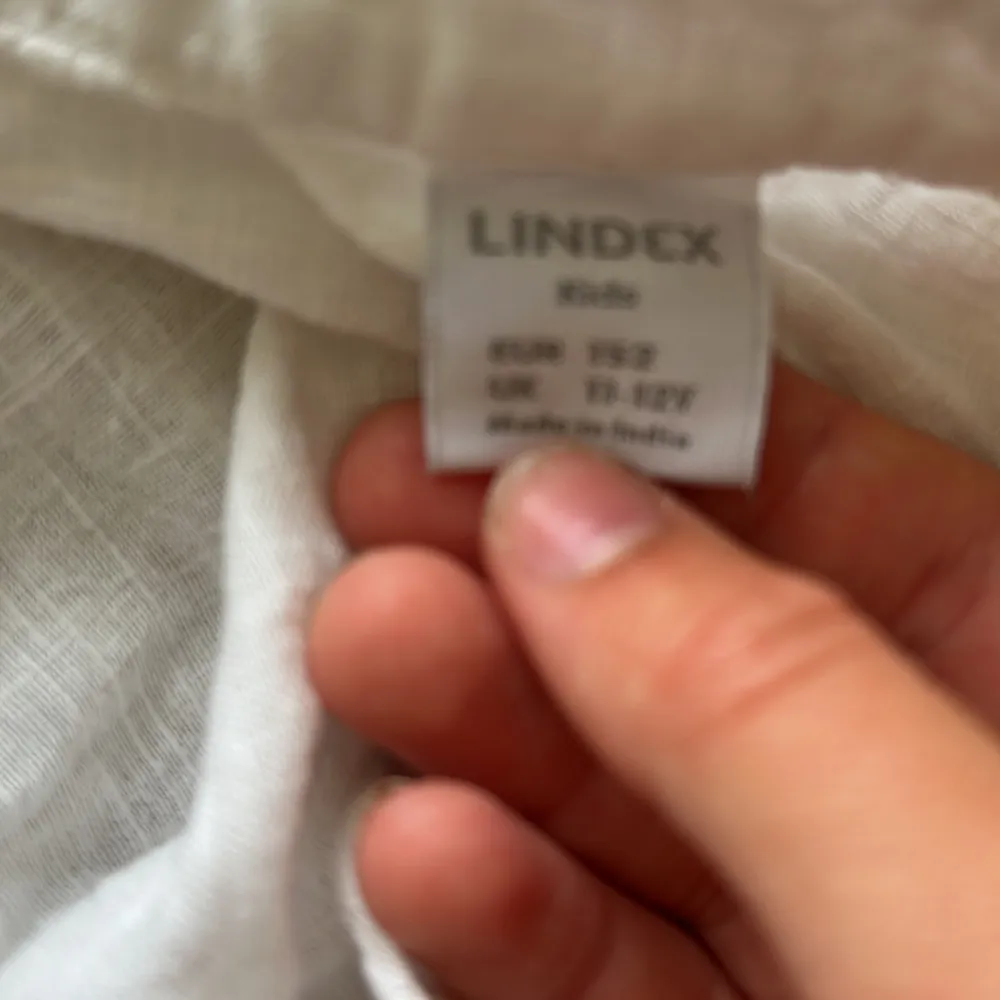 LINDEX
Kids
EUR 152
UK 11-12Y
Made in India